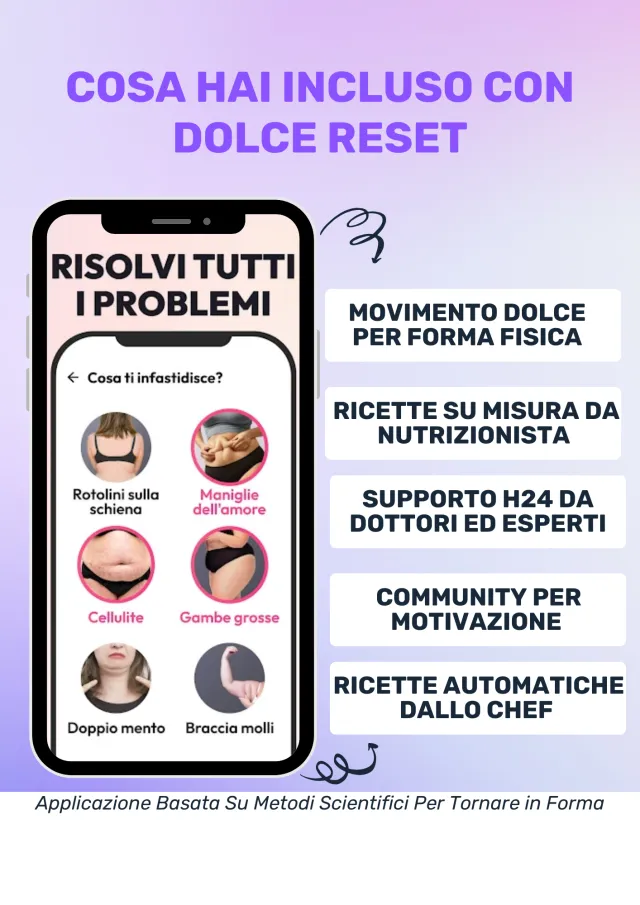 COSA HAI INCLUSO CON
DOLCE RESET
RISOLVI TUTTI
I PROBLEMI
← Cosa ti infastidisce?
Rotolini sulla
schiena
Maniglie
dell'amore
Cellulite
Gambe grosse
Doppio mento
Braccia molli
MOVIMENTO DOLCE
PER FORMA FISICA
RICETTE SU MISURA DA
NUTRIZIONISTA
SUPPORTO H24 DA
DOTTORI ED ESPERTI
COMMUNITY PER
MOTIVAZIONE
RICETTE AUTOMATICHE
DALLO CHEF
Applicazione Basata Su Metodi Scientifici Per Tornare in Forma